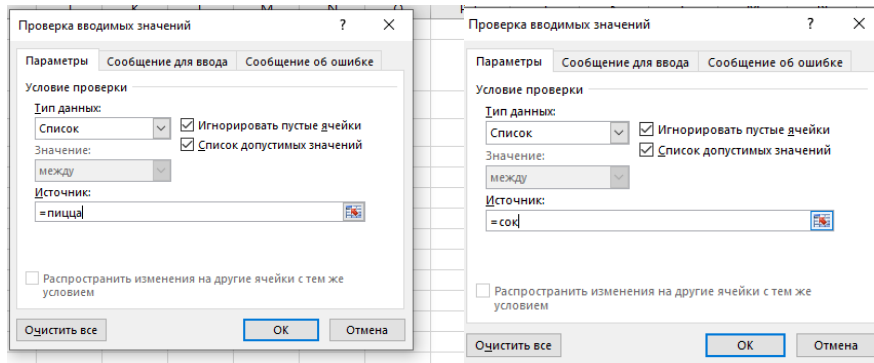 Проверка вводимых значений ? ×
Параметры Сообщение для ввода Сообщение об ошибке
Условие проверки
Тип данных:
Список
Игнорировать пустые ячейки
Значение:
Список допустимых значений
между
Источник:
=пицца
Распространить изменения на другие ячейки с тем же
условием
Очистить все ОК Отмена
Проверка вводимых значений ? ×
Параметры Сообщение для ввода Сообщение об ошибке
Условие проверки
Тип данных:
Список
Игнорировать пустые ячейки
Значение:
Список допустимых значений
между
Источник:
=сок
Распространить изменения на другие ячейки с тем же
условием
Очистить все ОК Отмена